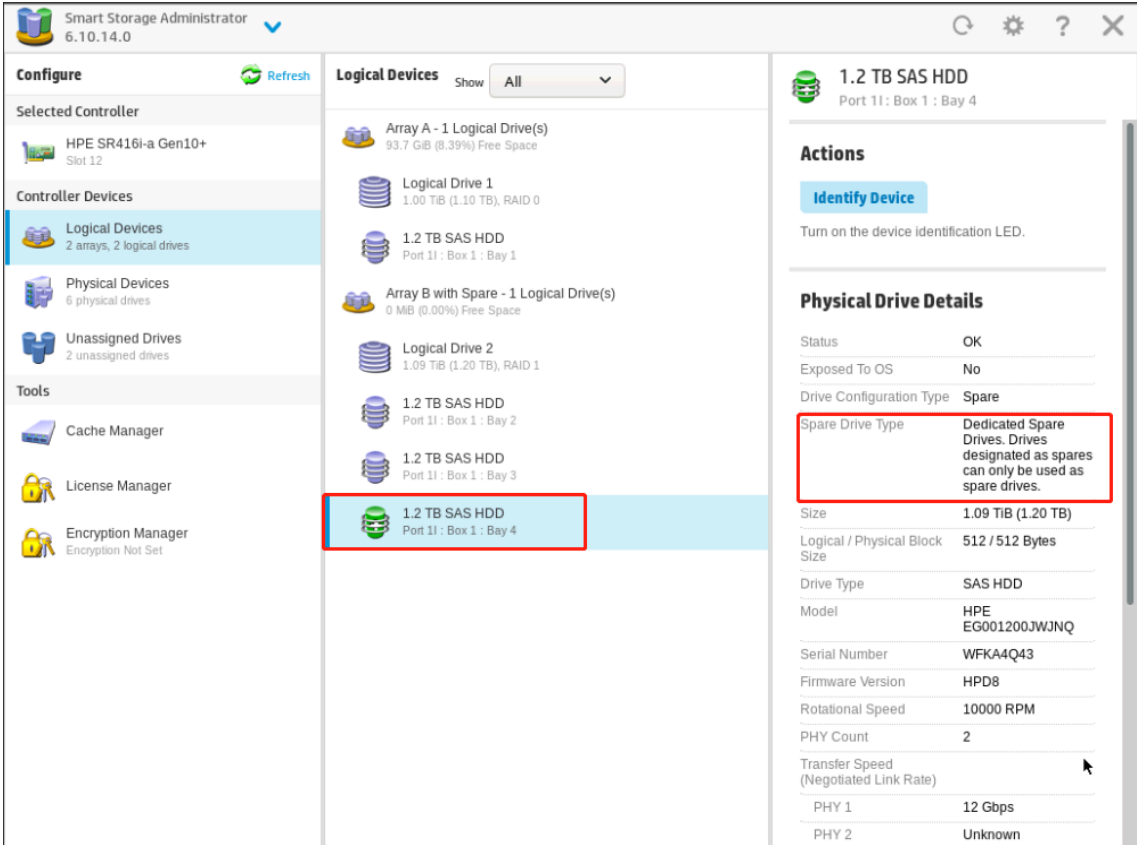 Smart Storage Administrator
6.10.14.0
Configure
Refresh
Selected Controller
HPE SR416i-a Gen10+
Slot 12
Controller Devices
Logical Devices
2 arrays, 2 logical drives
Physical Devices
6 physical drives
Unassigned Drives
2 unassigned drives
Tools
Cache Manager
License Manager
Encryption Manager
Encryption Not Set
Logical Devices
Show All
Array A - 1 Logical Drive(s)
93.7 GiB (8.39%) Free Space
Logical Drive 1
1.00 TiB (1.10 TB), RAID 0
1.2 TB SAS HDD
Port 1I : Box 1 : Bay 1
Array B with Spare - 1 Logical Drive(s)
0 MiB (0.00%) Free Space
Logical Drive 2
1.09 TiB (1.20 TB), RAID 1
1.2 TB SAS HDD
Port 1I : Box 1 : Bay 2
1.2 TB SAS HDD
Port 1I : Box 1 : Bay 3
1.2 TB SAS HDD
Port 1I : Box 1 : Bay 4
1.2 TB SAS HDD
Port 1I : Box 1 : Bay 4
Actions
Identify Device
Turn on the device identification LED.
Physical Drive Details
Status OK
Exposed To OS No
Drive Configuration Type Spare
Spare Drive Type Dedicated Spare
Drives. Drives
designated as spares
can only be used as
spare drives.
Size 1.09 TiB (1.20 TB)
Logical / Physical Block 512 / 512 Bytes
Size
Drive Type SAS HDD
Model HPE
EG001200JWJNQ
Serial Number WFKA4Q43
Firmware Version HPD8
Rotational Speed 10000 RPM
PHY Count 2
Transfer Speed
(Negotiated Link Rate)
PHY 1 12 Gbps
PHY 2 Unknown